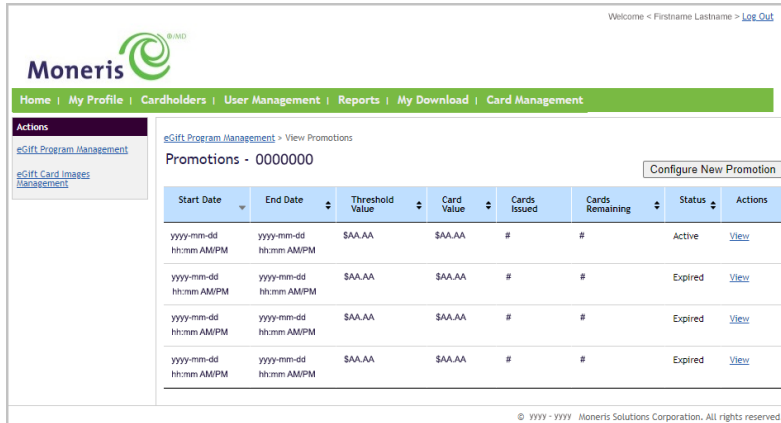 Welcome < Firstname Lastname > Log Out
®/MD
Moneris
Home | My Profile | Cardholders | User Management | Reports | My Download | Card Management
Actions
eGift Program Management
eGift Card Images
Management
eGift Program Management > View Promotions
Promotions - 0000000
Configure New Promotion
Start Date End Date Threshold Value Card Value Cards Issued Cards Remaining Status Actions
yyyy-mm-dd yyyy-mm-dd $AA.AA $AA.AA # # Active View
hh:mm AM/PM hh:mm AM/PM
yyyy-mm-dd yyyy-mm-dd $AA.AA $AA.AA # # Expired View
hh:mm AM/PM hh:mm AM/PM
yyyy-mm-dd yyyy-mm-dd $AA.AA $AA.AA # # Expired View
hh:mm AM/PM hh:mm AM/PM
yyyy-mm-dd yyyy-mm-dd $AA.AA $AA.AA # # Expired View
hh:mm AM/PM hh:mm AM/PM
© yyyy - yyyy Moneris Solutions Corporation. All rights reserved